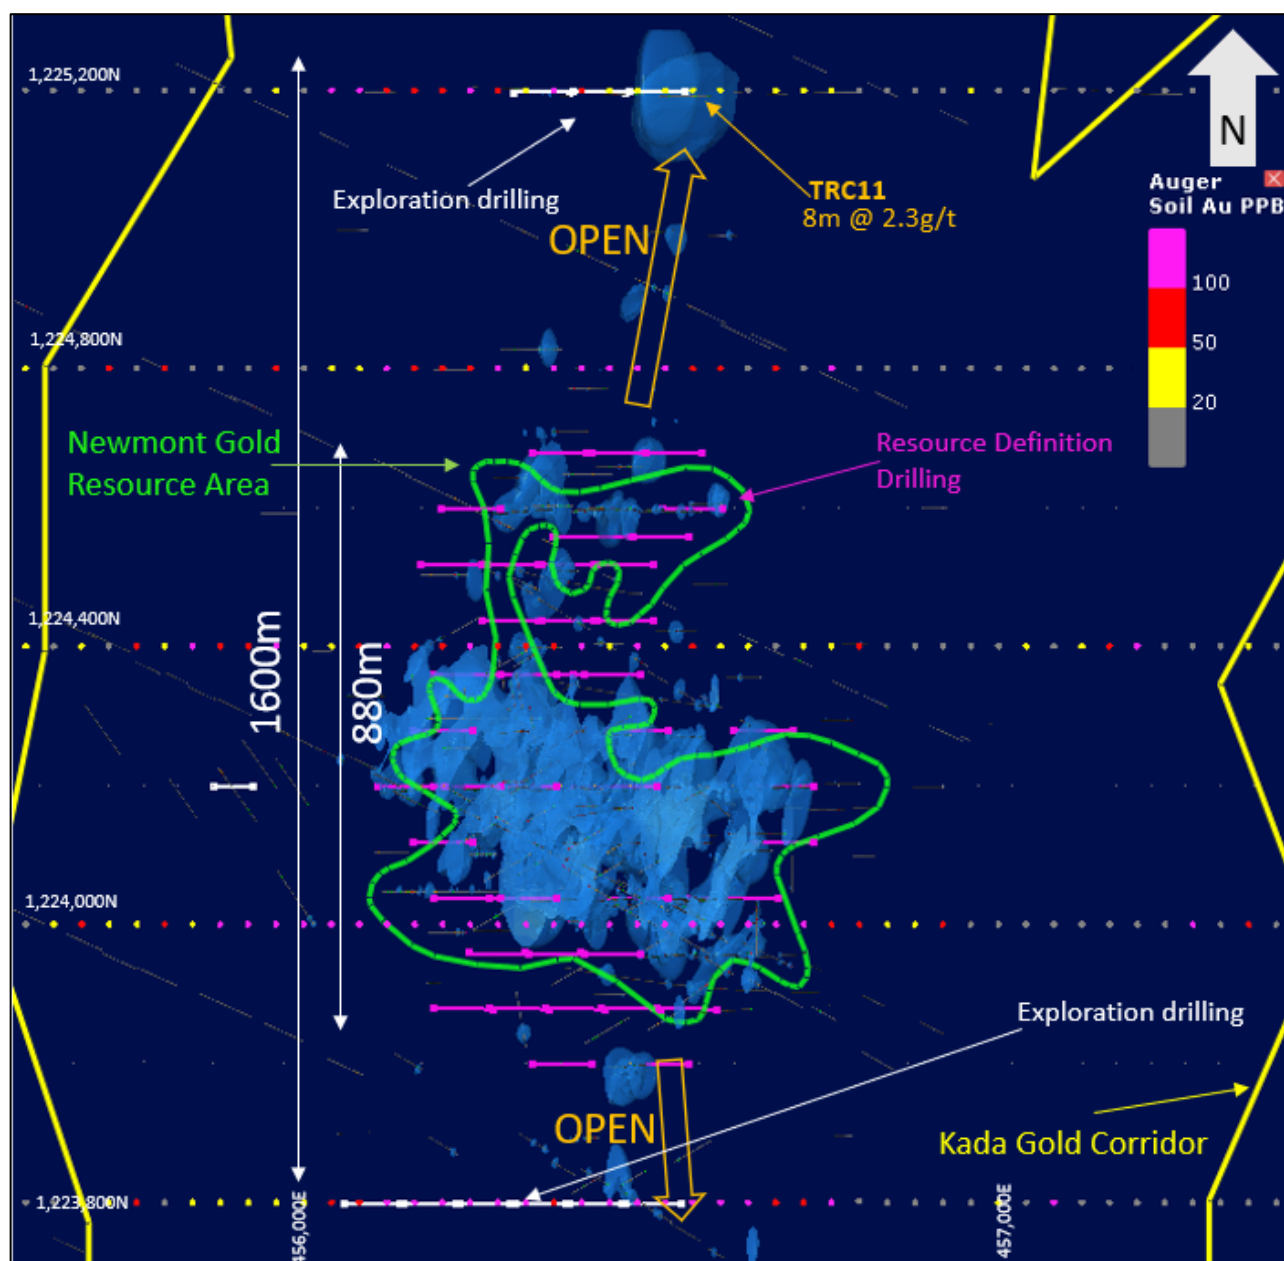 1,225,200N
N
Auger
Soil Au PPB
100
50
20
Exploration drilling
TRC11
8m @ 2.3g/t
OPEN
1,224,800N
Newmont Gold
Resource Area
Resource Definition
Drilling
1,224,400N
1600m
880m
1,224,000N
Exploration drilling
OPEN
Kada Gold Corridor
1,223,800N
456,000E
457,000E